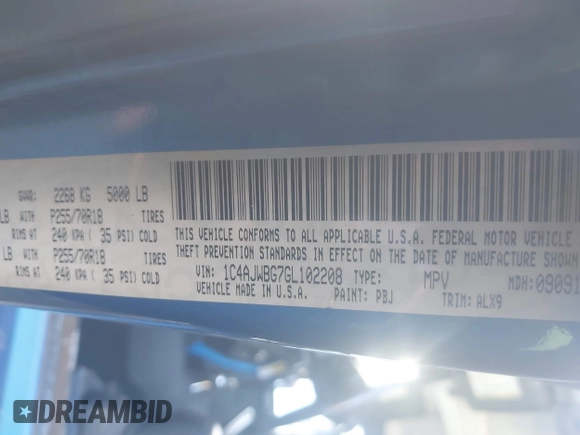 GVWR: 2268 KG 5000 LB
LB WITH P255/70R18 TIRES
RIMS AT 240 KPA ( 35 PSI) COLD
LB WITH P255/70R18 TIRES
RIMS AT 240 KPA ( 35 PSI) COLD
THIS VEHICLE CONFORMS TO ALL APPLICABLE U.S.A. FEDERAL MOTOR VEHICLE
THEFT PREVENTION STANDARDS IN EFFECT ON THE DATE OF MANUFACTURE SHOWN
VIN: 1C4AJWBG7GL102208 TYPE: MPV MDH: 09091
VEHICLE MADE IN U.S.A. PAINT: PBJ TRIM: ALX9
DREAMBID